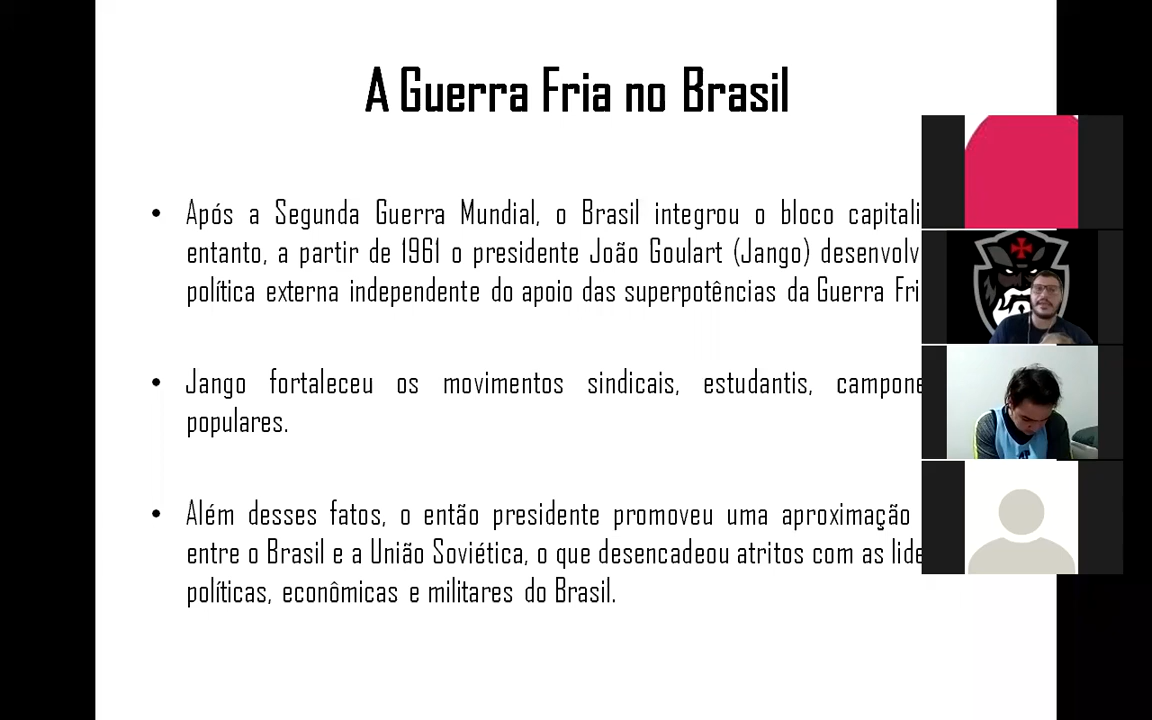 A Guerra Fria no Brasil
• Após a Segunda Guerra Mundial, o Brasil integrou o bloco
entanto, a partir de 1961 o presidente João Goulart (Jango)
política externa independente do apoio das superpotências da Guerra
• Jango fortaleceu os movimentos sindicais, estudantis,
populares.
• Além desses fatos, o então presidente promoveu uma aproximação
entre o Brasil e a União Soviética, o que desencadeou atritos com as
políticas, econômicas e militares do Brasil.